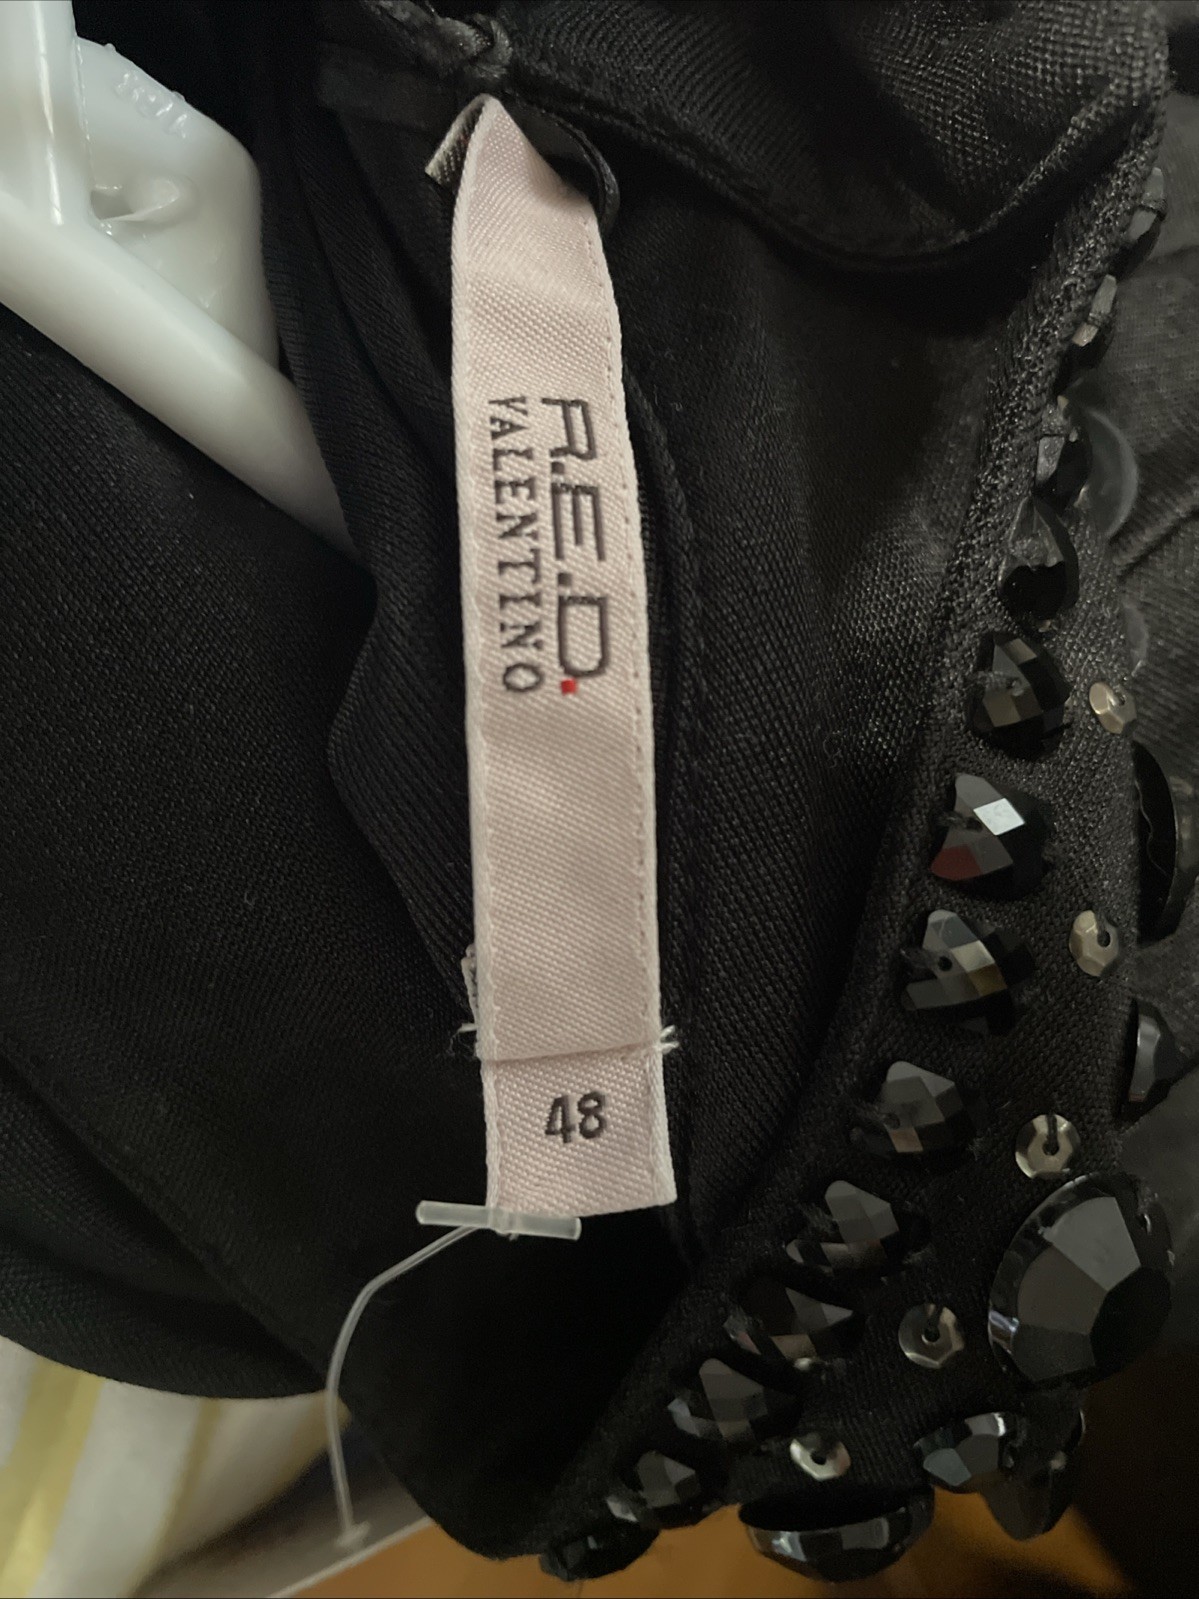 R.E.D.
VALENTINO
48